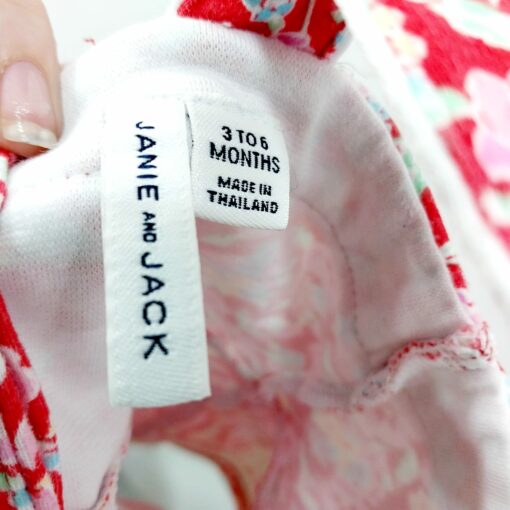 JANIE AND JACK
3 TO 6
MONTHS
MADE IN
THAILAND